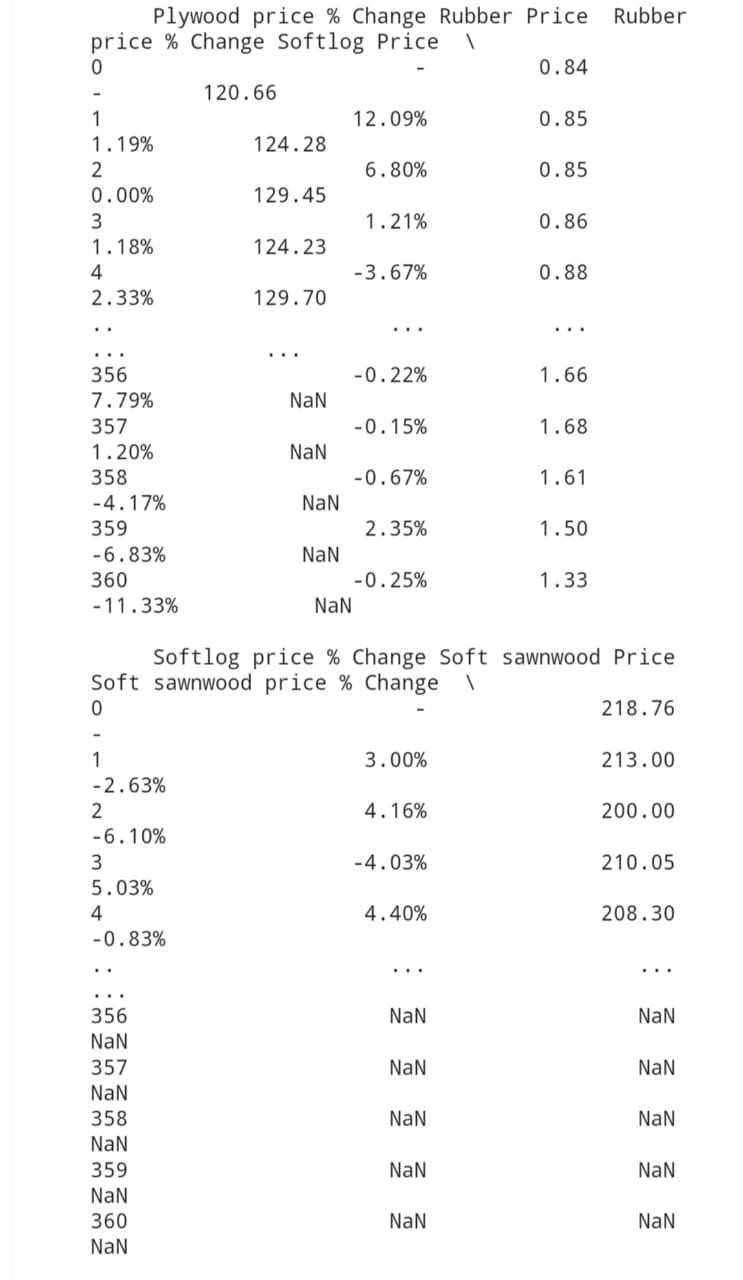 Plywood price % Change Rubber Price  Rubber
price % Change Softlog Price  \
0                          -         0.84
-        120.66
1                     12.09%         0.85
1.19%        124.28
2                      6.80%         0.85
0.00%        129.45
3                      1.21%         0.86
1.18%        124.23
4                     -3.67%         0.88
2.33%        129.70
..                        ...          ...
...           ...
356                   -0.22%         1.66
7.79%           NaN
357                   -0.15%         1.68
1.20%           NaN
358                   -0.67%         1.61
-4.17%           NaN
359                    2.35%         1.50
-6.83%           NaN
360                   -0.25%         1.33
-11.33%           NaN
Softlog price % Change Soft sawnwood Price
Soft sawnwood price % Change  \
0                          -              218.76
-
1                      3.00%              213.00
-2.63%
2                      4.16%              200.00
-6.10%
3                     -4.03%              210.05
5.03%
4                      4.40%              208.30
-0.83%
..                        ...                 ...
...
356                      NaN                 NaN
NaN
357                      NaN                 NaN
NaN
358                      NaN                 NaN
NaN
359                      NaN                 NaN
NaN
360                      NaN                 NaN
NaN